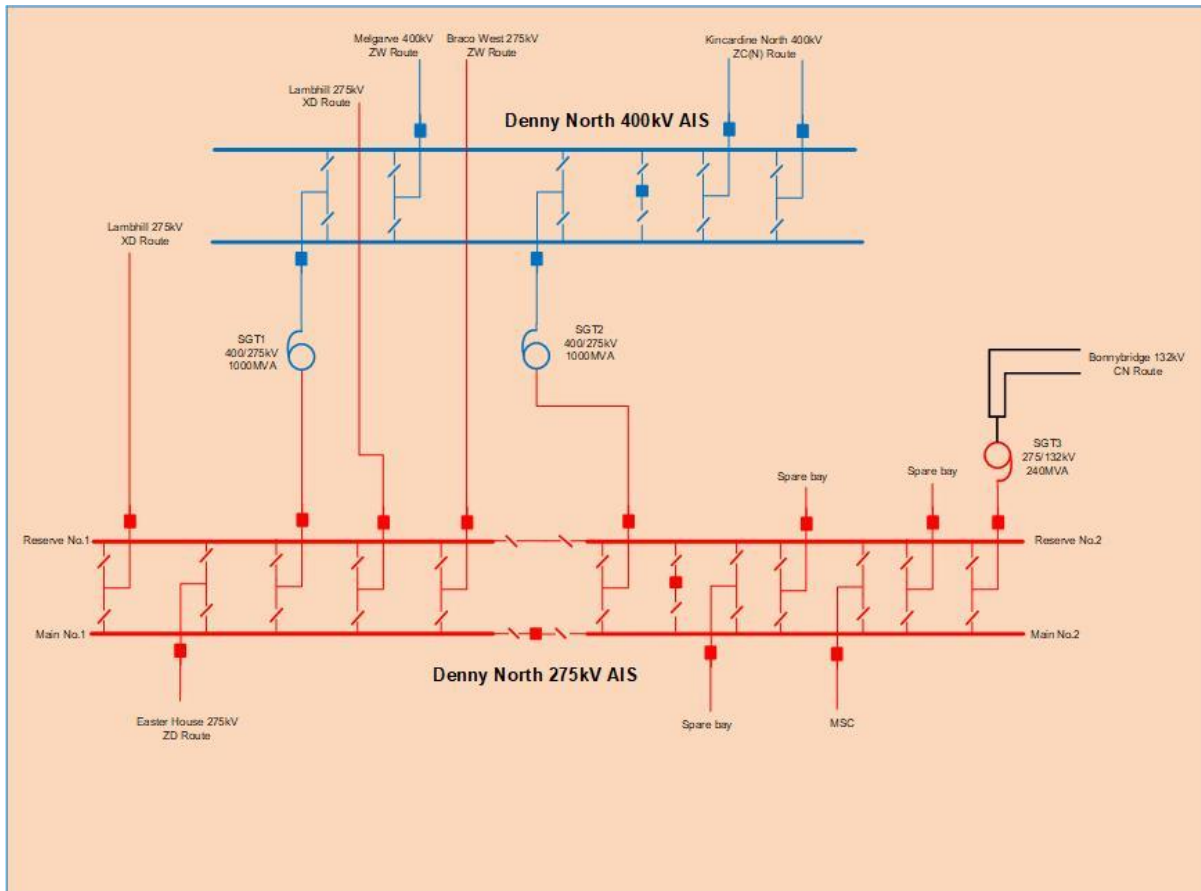 Melgarve 400kV
ZW Route
Braco West 275kV
ZW Route
Kincardine North 400kV
ZC(N) Route
Lambhill 275kV
XD Route
Denny North 400kV AIS
Lambhill 275kV
XD Route
SGT1
400/275kV
1000MVA
SGT2
400/275kV
1000MVA
Bonnybridge 132kV
CN Route
SGT3
275/132kV
240MVA
Spare bay
Spare bay
Reserve No.1
Reserve No.2
Main No.1
Main No.2
Denny North 275kV AIS
Easter House 275kV
ZD Route
Spare bay
MSC